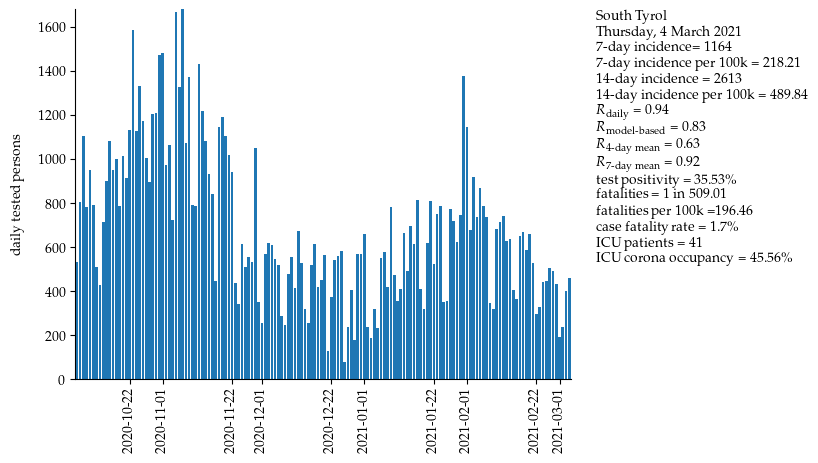 daily tested persons
1600
1400
1200
1000
800
600
400
200
0
2020-10-22
2020-11-01
2020-11-22
2020-12-01
2020-12-22
2021-01-01
2021-01-22
2021-02-01
2021-02-22
2021-03-01
South Tyrol
Thursday, 4 March 2021
7-day incidence= 1164
7-day incidence per 100k = 218.21
14-day incidence = 2613
14-day incidence per 100k = 489.84
R daily = 0.94
R model-based = 0.83
R 4-day mean = 0.63
R 7-day mean = 0.92
test positivity = 35.53%
fatalities = 1 in 509.01
fatalities per 100k =196.46
case fatality rate = 1.7%
ICU patients = 41
ICU corona occupancy = 45.56%